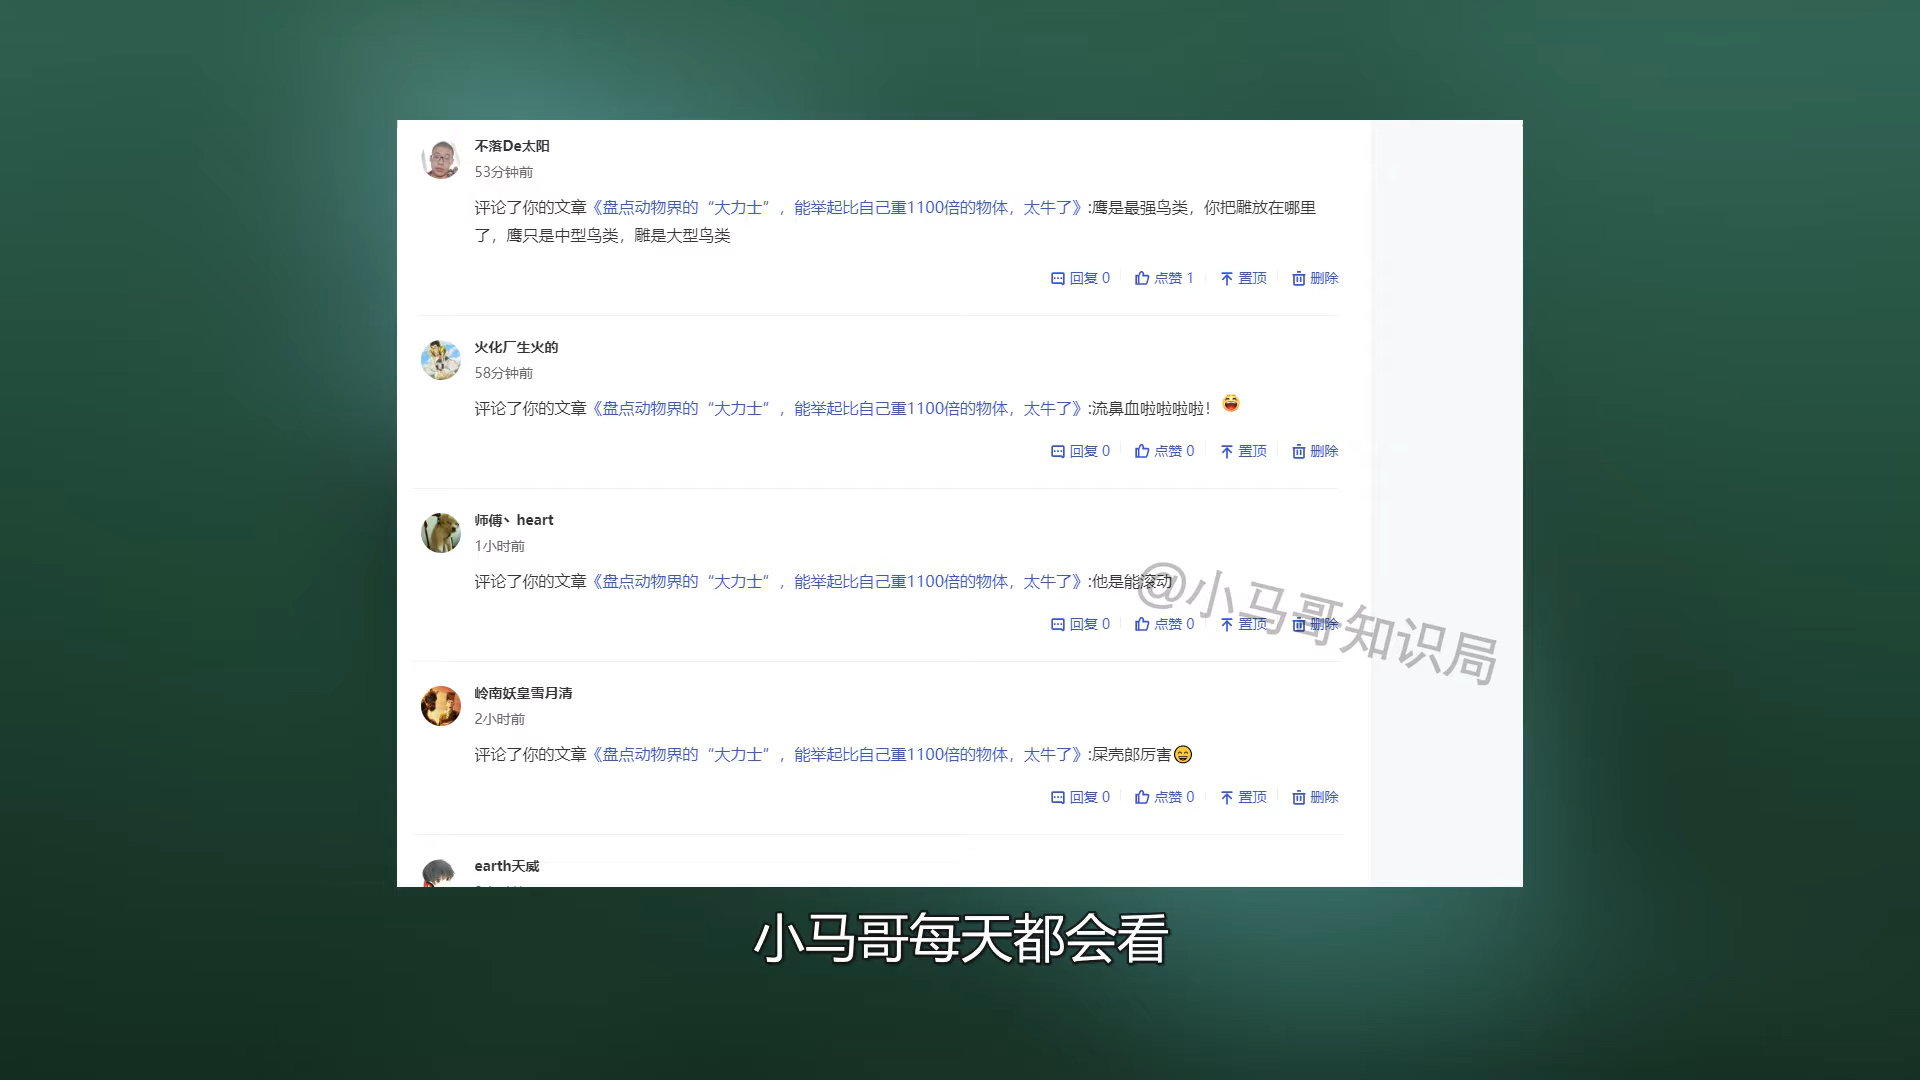 不落De太阳
53分钟前
评论了你的文章《盘点动物界的“大力士”，能举起比自己重1100倍的物体，太牛了》:鹰是最强鸟类，你把雕放在哪里
了，鹰只是中型鸟类，雕是大型鸟类
回复 0 点赞 1 置顶 删除
火化厂生火的
58分钟前
评论了你的文章《盘点动物界的“大力士”，能举起比自己重1100倍的物体，太牛了》:流鼻血啦啦啦啦！😆
回复 0 点赞 0 置顶 删除
师傅丶heart
1小时前
评论了你的文章《盘点动物界的“大力士”，能举起比自己重1100倍的物体，太牛了》:他是能滚动
@小马哥知识局
回复 0 点赞 0 置顶 删除
岭南妖皇雪月清
2小时前
评论了你的文章《盘点动物界的“大力士”，能举起比自己重1100倍的物体，太牛了》:屎壳郎厉害😄
回复 0 点赞 0 置顶 删除
earth天威
小马哥每天都会看